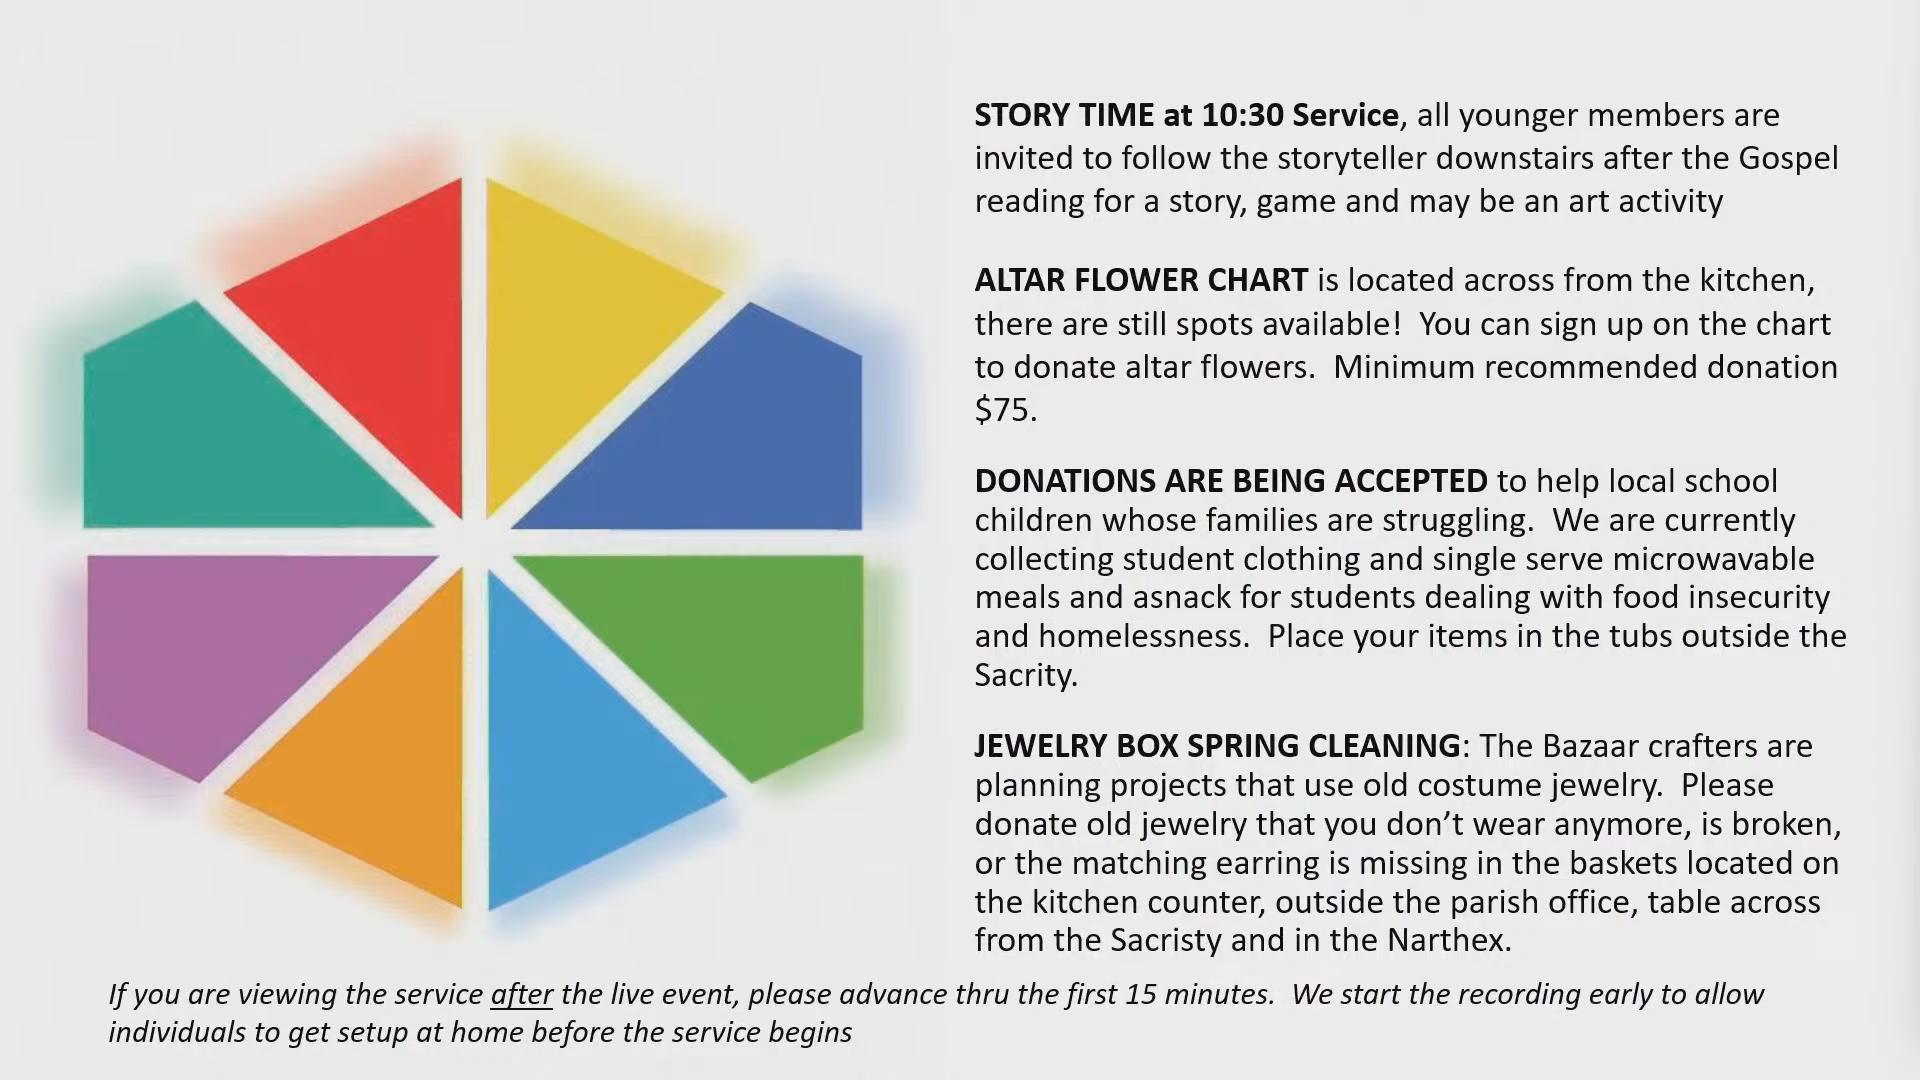 STORY TIME at 10:30 Service, all younger members are
invited to follow the storyteller downstairs after the Gospel
reading for a story, game and may be an art activity
ALTAR FLOWER CHART is located across from the kitchen,
there are still spots available!  You can sign up on the chart
to donate altar flowers.  Minimum recommended donation
$75.
DONATIONS ARE BEING ACCEPTED to help local school
children whose families are struggling.  We are currently
collecting student clothing and single serve microwavable
meals and asnack for students dealing with food insecurity
and homelessness.  Place your items in the tubs outside the
Sacrity.
JEWELRY BOX SPRING CLEANING: The Bazaar crafters are
planning projects that use old costume jewelry.  Please
donate old jewelry that you don’t wear anymore, is broken,
or the matching earring is missing in the baskets located on
the kitchen counter, outside the parish office, table across
from the Sacristy and in the Narthex.
If you are viewing the service after the live event, please advance thru the first 15 minutes.  We start the recording early to allow
individuals to get setup at home before the service begins